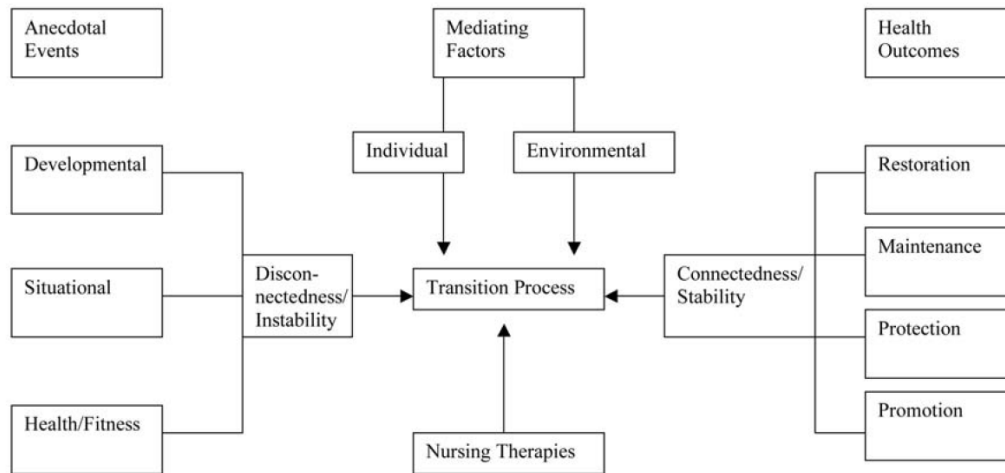 Anecdotal
Events
Mediating
Factors
Health
Outcomes
Individual
Environmental
Developmental
Restoration
Maintenance
Situational
Discon-
nectedness/
Instability
Transition Process
Connectedness/
Stability
Protection
Health/Fitness
Nursing Therapies
Promotion